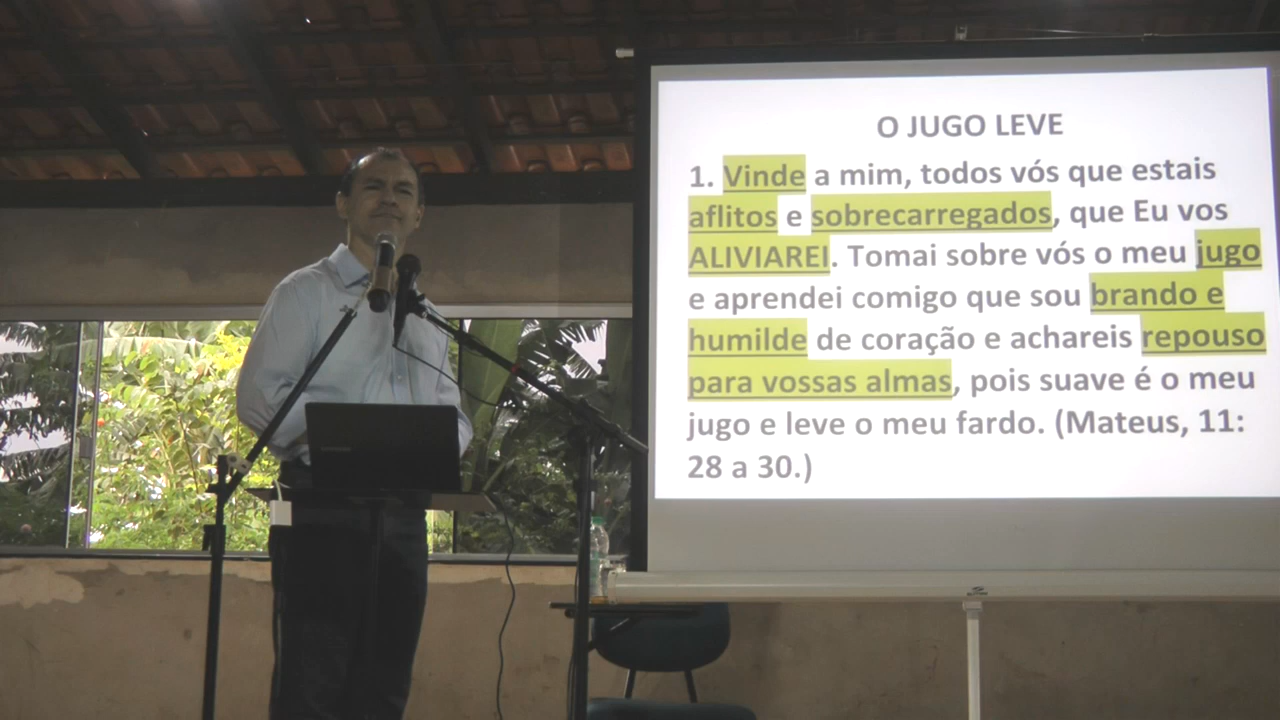 O JUGO LEVE
1. Vinde a mim, todos vós que estais
aflitos e sobrecarregados, que Eu vos
ALIVIAREI. Tomai sobre vós o meu jugo
e aprendei comigo que sou brando e
humilde de coração e achareis repouso
para vossas almas, pois suave é o meu
jugo e leve o meu fardo. (Mateus, 11:
28 a 30.)